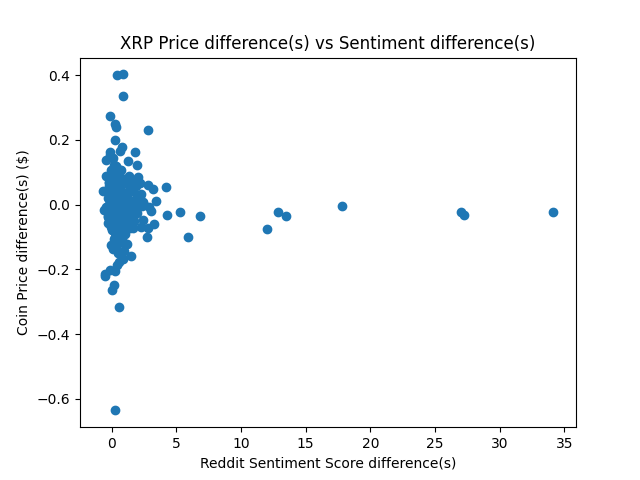 XRP Price difference(s) vs Sentiment difference(s)
Coin Price difference(s) ($)
0.4
0.2
0.0
−0.2
−0.4
−0.6
0 5 10 15 20 25 30 35
Reddit Sentiment Score difference(s)